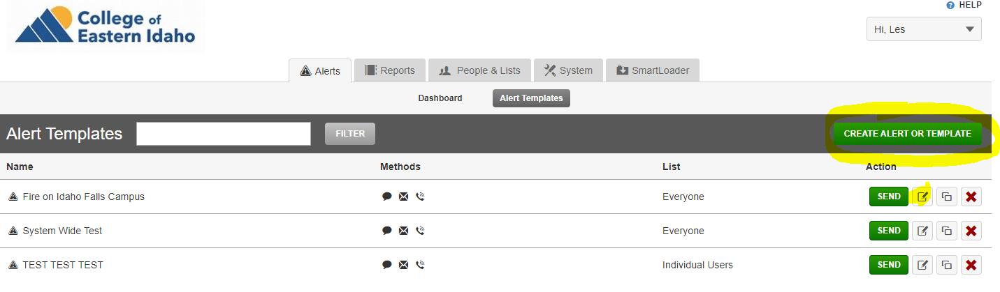 College of
Eastern Idaho
HELP
Hi, Les
Alerts Reports People & Lists System SmartLoader
Dashboard Alert Templates
Alert Templates FILTER CREATE ALERT OR TEMPLATE
Name Methods List Action
Fire on Idaho Falls Campus Everyone SEND
System Wide Test Everyone SEND
TEST TEST TEST Individual Users SEND